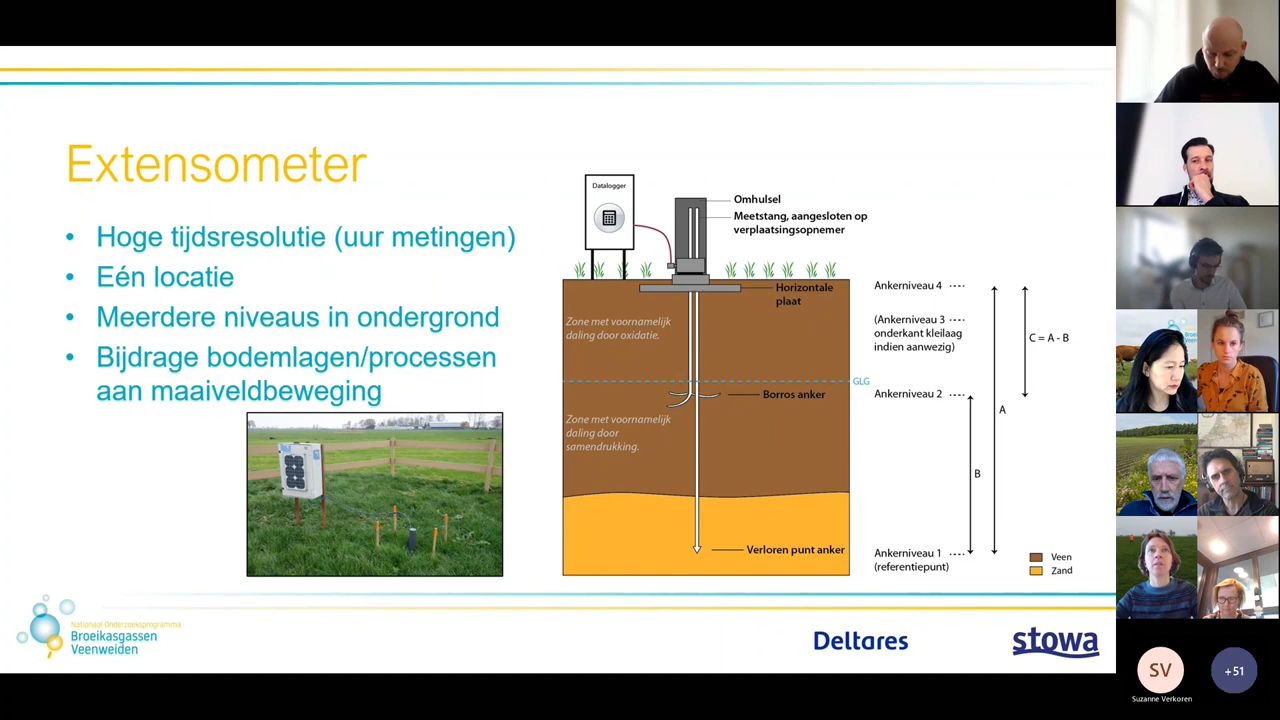 Extensometer
• Hoge tijdsresolutie (uur metingen)
• Eén locatie
• Meerdere niveaus in ondergrond
• Bijdrage bodemlagen/processen
aan maaiveldbeweging
Datalogger
Omhulsel
Meetstang, aangesloten op
verplaatsingsopnemer
Horizontale
plaat
Zone met voornamelijk
daling door oxidatie.
GLG
Borros anker
Zone met voornamelijk
daling door
samendrukking.
Verloren punt anker
Ankerniveau 4
(Ankerniveau 3
onderkant kleilaag
indien aanwezig)
C = A - B
Ankerniveau 2
A
B
Ankerniveau 1
(referentiepunt)
Veen
Zand
Nationaal Onderzoeksprogramma
Broeikasgassen
Veenweiden
Deltares
stowa
SV
+51
Suzanne Verkoren